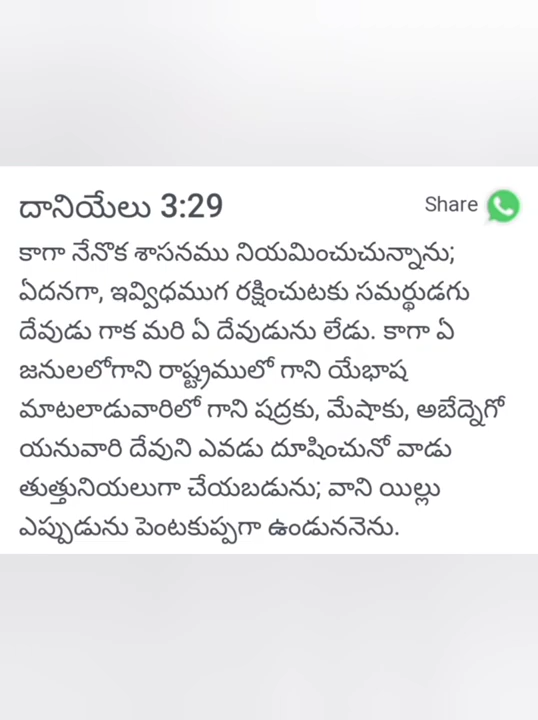 దానియేలు 3:29
Share
కాగా నేనొక శాసనము నియమించుచున్నాను;
ఏదనగా, ఇవ్విధముగ రక్షించుటకు సమర్థుడగు
దేవుడు గాక మరి ఏ దేవుడును లేడు. కాగా ఏ
జనులలోగాని రాష్ట్రములో గాని యేభాష
మాటలాడువారిలో గాని షద్రకు, మేషాకు, అబేద్నెగో
యనువారి దేవుని ఎవడు దూషించునో వాడు
తుత్తునియలుగా చేయబడును; వాని యిల్లు
ఎప్పుడును పెంటకుప్పగా ఉండుననెను.